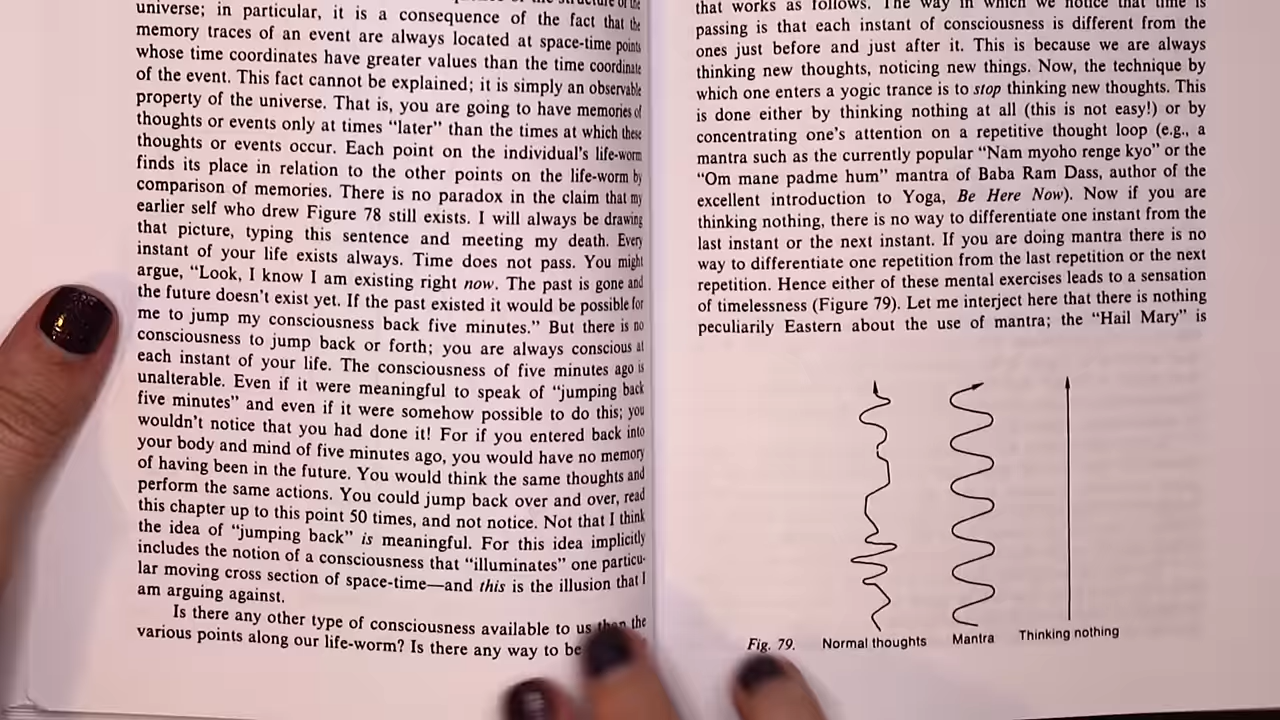 universe; in particular, it is a consequence of the fact that the
memory traces of an event are always located at space-time points
whose time coordinates have greater values than the time coordinate
of the event. This fact cannot be explained; it is simply an observable
property of the universe. That is, you are going to have memories of
thoughts or events only at times “later” than the times at which these
thoughts or events occur. Each point on the individual’s life-worm
finds its place in relation to the other points on the life-worm by
comparison of memories. There is no paradox in the claim that my
earlier self who drew Figure 78 still exists. I will always be drawing
that picture, typing this sentence and meeting my death. Every
instant of your life exists always. Time does not pass. You might
argue, “Look, I know I am existing right now. The past is gone and
the future doesn’t exist yet. If the past existed it would be possible for
me to jump my consciousness back five minutes.” But there is no
consciousness to jump back or forth; you are always conscious at
each instant of your life. The consciousness of five minutes ago is
unalterable. Even if it were meaningful to speak of “jumping back
five minutes” and even if it were somehow possible to do this; you
wouldn’t notice that you had done it! For if you entered back into
your body and mind of five minutes ago, you would have no memory
of having been in the future. You would think the same thoughts and
perform the same actions. You could jump back over and over, read
this chapter up to this point 50 times, and not notice. Not that I think
the idea of “jumping back” is meaningful. For this idea implicitly
includes the notion of a consciousness that “illuminates” one particu-
lar moving cross section of space-time—and this is the illusion that I
am arguing against.
Is there any other type of consciousness available to us than the
various points along our life-worm? Is there any way to be
that works as follows. The way in which we notice that time is
passing is that each instant of consciousness is different from the
ones just before and just after it. This is because we are always
thinking new thoughts, noticing new things. Now, the technique by
which one enters a yogic trance is to stop thinking new thoughts. This
is done either by thinking nothing at all (this is not easy!) or by
concentrating one’s attention on a repetitive thought loop (e.g., a
mantra such as the currently popular “Nam myoho renge kyo” or the
“Om mane padme hum” mantra of Baba Ram Dass, author of the
excellent introduction to Yoga, Be Here Now). Now if you are
thinking nothing, there is no way to differentiate one instant from the
last instant or the next instant. If you are doing mantra there is no
way to differentiate one repetition from the last repetition or the next
repetition. Hence either of these mental exercises leads to a sensation
of timelessness (Figure 79). Let me interject here that there is nothing
peculiarly Eastern about the use of mantra; the “Hail Mary” is
Fig. 79. Normal thoughts Mantra Thinking nothing